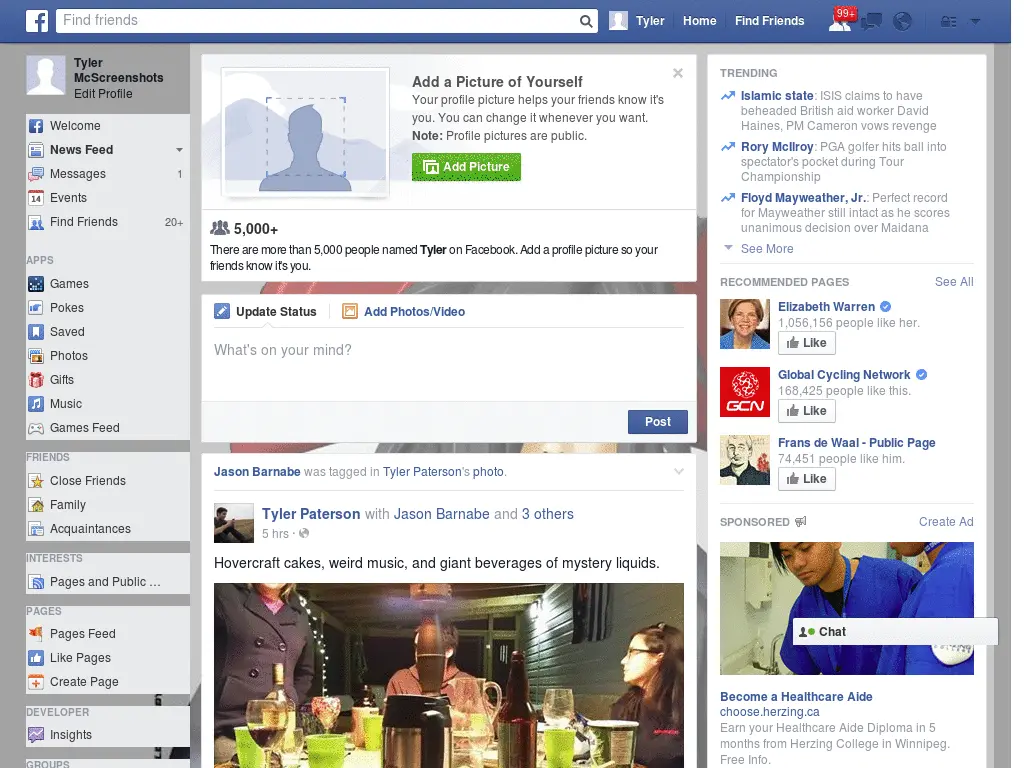 Find friends
Tyler
Home
Find Friends
99+
Tyler
McScreenshots
Edit Profile
Welcome
News Feed
Messages 1
14 Events
Find Friends 20+
APPS
Games
Pokes
Saved
Photos
Gifts
Music
Games Feed
FRIENDS
Close Friends
Family
Acquaintances
INTERESTS
Pages and Public ...
PAGES
Pages Feed
Like Pages
Create Page
DEVELOPER
Insights
GROUPS
Add a Picture of Yourself
Your profile picture helps your friends know it's
you. You can change it whenever you want.
Note: Profile pictures are public.
Add Picture
5,000+
There are more than 5,000 people named Tyler on Facebook. Add a profile picture so your
friends know it's you.
Update Status
Add Photos/Video
What's on your mind?
Post
Jason Barnabe was tagged in Tyler Paterson's photo.
Tyler Paterson with Jason Barnabe and 3 others
5 hrs ·
Hovercraft cakes, weird music, and giant beverages of mystery liquids.
TRENDING
Islamic state: ISIS claims to have
beheaded British aid worker David
Haines, PM Cameron vows revenge
Rory McIlroy: PGA golfer hits ball into
spectator's pocket during Tour
Championship
Floyd Mayweather, Jr.: Perfect record
for Mayweather still intact as he scores
unanimous decision over Maidana
See More
RECOMMENDED PAGES See All
Elizabeth Warren
1,056,156 people like her.
Like
GCN
Global Cycling Network
168,425 people like this.
Like
Frans de Waal - Public Page
74,451 people like him.
Like
SPONSORED Create Ad
Chat
Become a Healthcare Aide
choose.herzing.ca
Earn your Healthcare Aide Diploma in 5
months from Herzing College in Winnipeg.
Free Info.